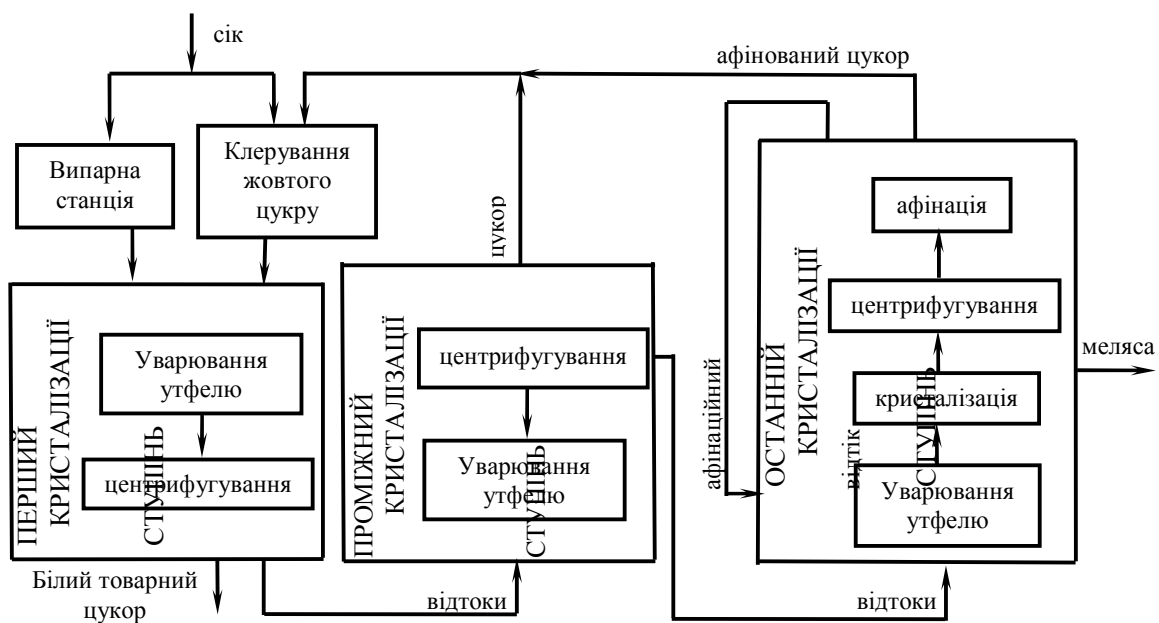 сік
афінований цукор
Випарна
станція
Клерування
жовтого
цукру
цукор
афінація
центрифугування
кристалізація
Уварювання
утфелю
ОСТАННІЙ
КРИСТАЛІЗАЦІЇ
СТУПІНЬ
афінаційний
відтік
меляса
ПЕРШИЙ
КРИСТАЛІЗАЦІЇ
СТУПІНЬ
Уварювання
утфелю
центрифугування
ПРОМІЖНИЙ
КРИСТАЛІЗАЦІЇ
СТУПІНЬ
центрифугування
Уварювання
утфелю
Білий товарний
цукор
відтоки
відтоки